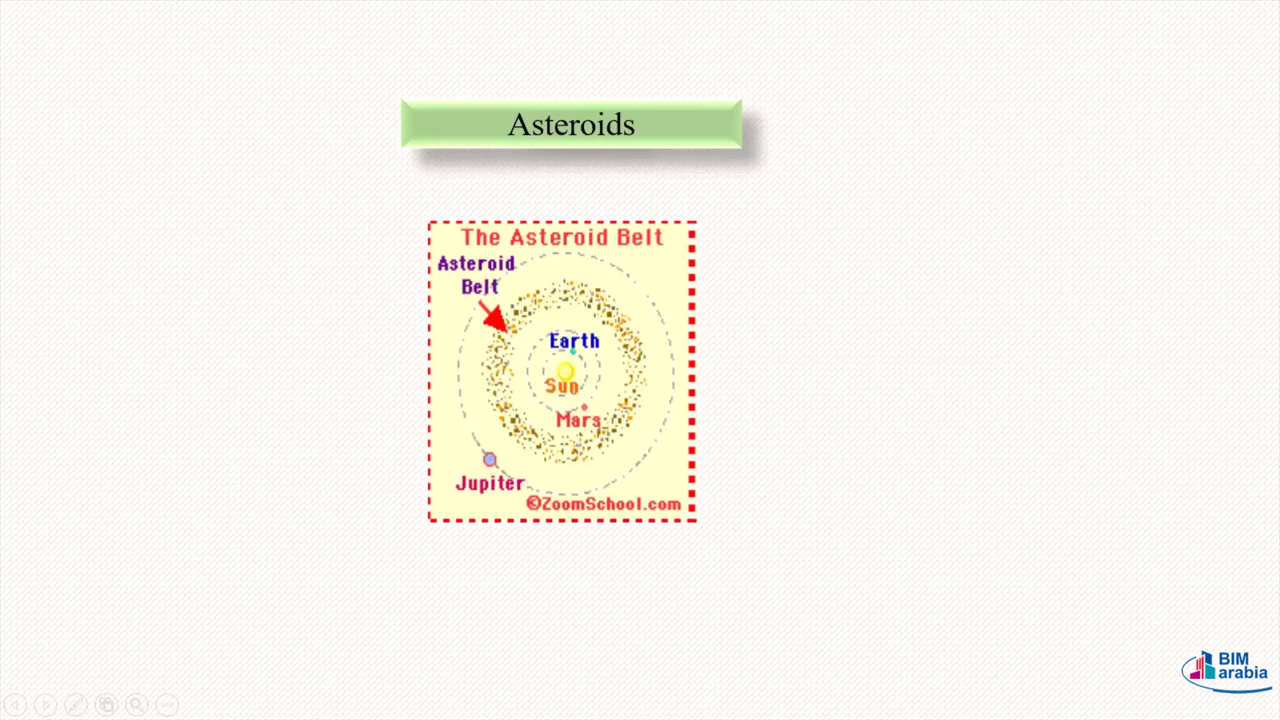 Asteroids
The Asteroid Belt
Asteroid
Belt
Earth
Sun
Mars
Jupiter
©ZoomSchool.com
BIM
arabia